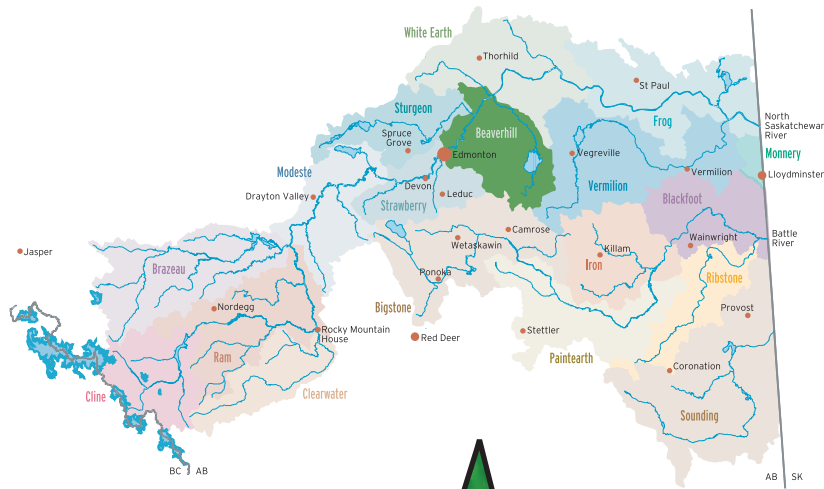 White Earth
Thorhild
St Paul
Sturgeon
Spruce
Grove
Beaverhill
Frog
North
Saskatchewan
River
Monnery
Edmonton
Vegreville
Vermilion
Lloydminster
Modeste
Devon
Leduc
Vermilion
Blackfoot
Drayton Valley
Strawberry
Camrose
Wetaskawin
Killam
Wainwright
Battle
River
Jasper
Brazeau
Ponoka
Iron
Ribstone
Nordegg
Bigstone
Provost
Rocky Mountain
House
Red Deer
Stettler
Ram
Paintearth
Coronation
Cline
Clearwater
Sounding
BC
AB
AB
SK